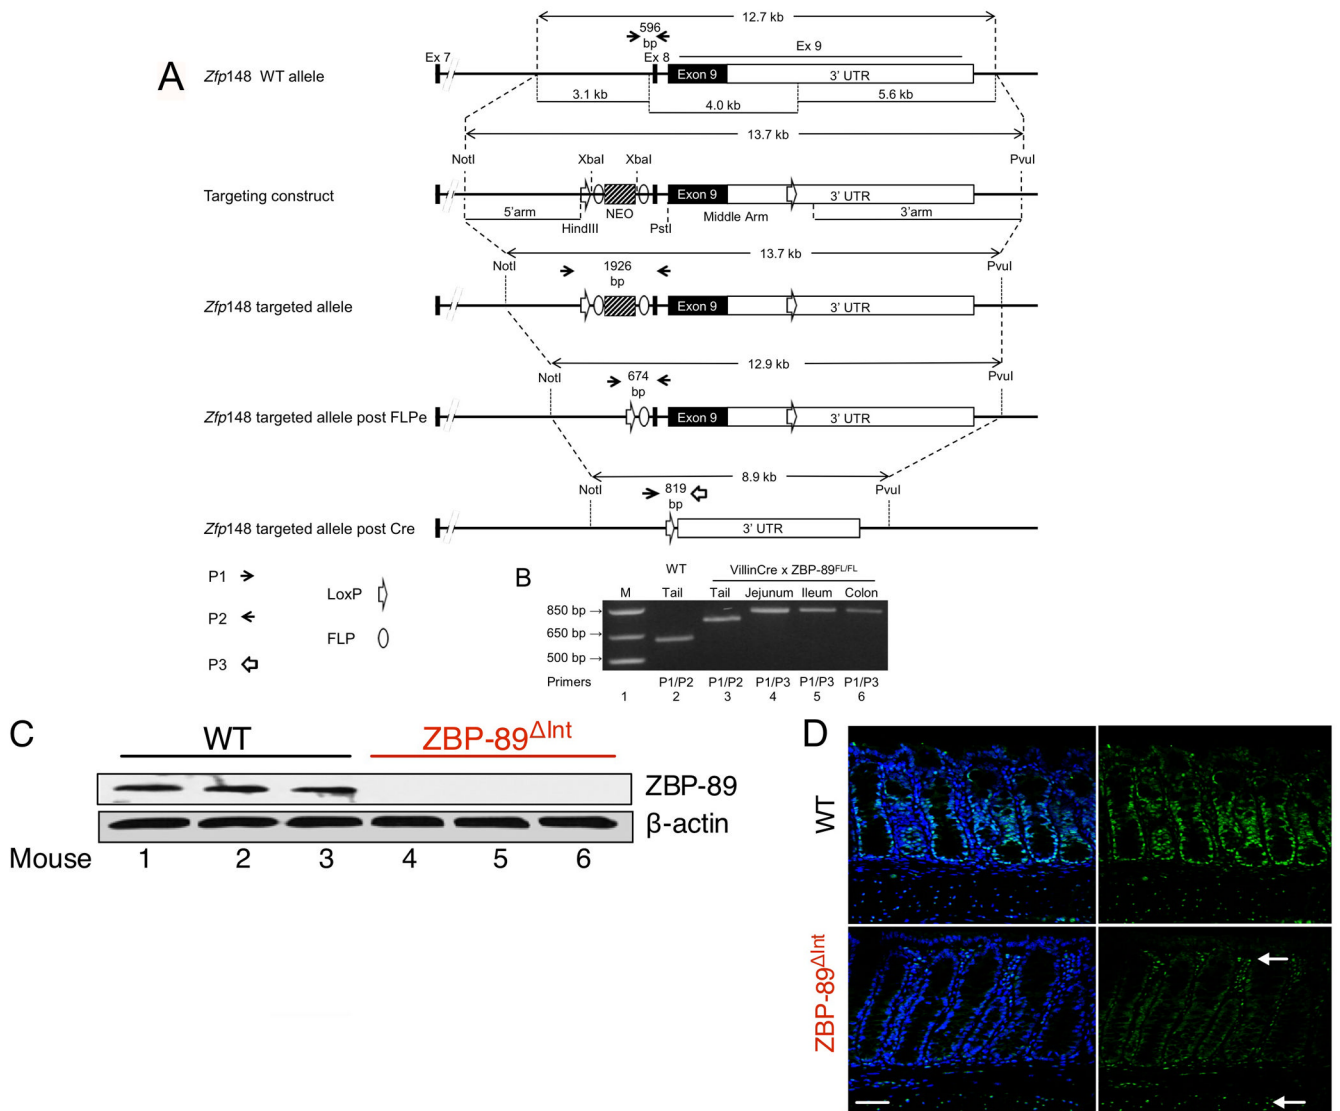 A
12.7 kb
596
bp
Ex 7
Ex 8
Ex 9
Zfp148 WT allele
Exon 9
3' UTR
3.1 kb
4.0 kb
5.6 kb
13.7 kb
NotI
XbaI
XbaI
PvuI
Targeting construct
Exon 9
3' UTR
5'arm
NEO
Middle Arm
3'arm
HindIII
PstI
13.7 kb
NotI
1926
bp
PvuI
Zfp148 targeted allele
Exon 9
3' UTR
12.9 kb
NotI
674
bp
PvuI
Zfp148 targeted allele post FLPe
Exon 9
3' UTR
8.9 kb
NotI
819
bp
PvuI
Zfp148 targeted allele post Cre
3' UTR
P1
P2
P3
LoxP
FLP
B
WT
VillinCre x ZBP-89FL/FL
M
Tail
Tail
Jejunum
Ileum
Colon
850 bp
650 bp
500 bp
Primers
P1/P2
P1/P2
P1/P3
P1/P3
P1/P3
1
2
3
4
5
6
C
WT
ZBP-89ΔInt
ZBP-89
β-actin
Mouse
1
2
3
4
5
6
D
WT
ZBP-89ΔInt